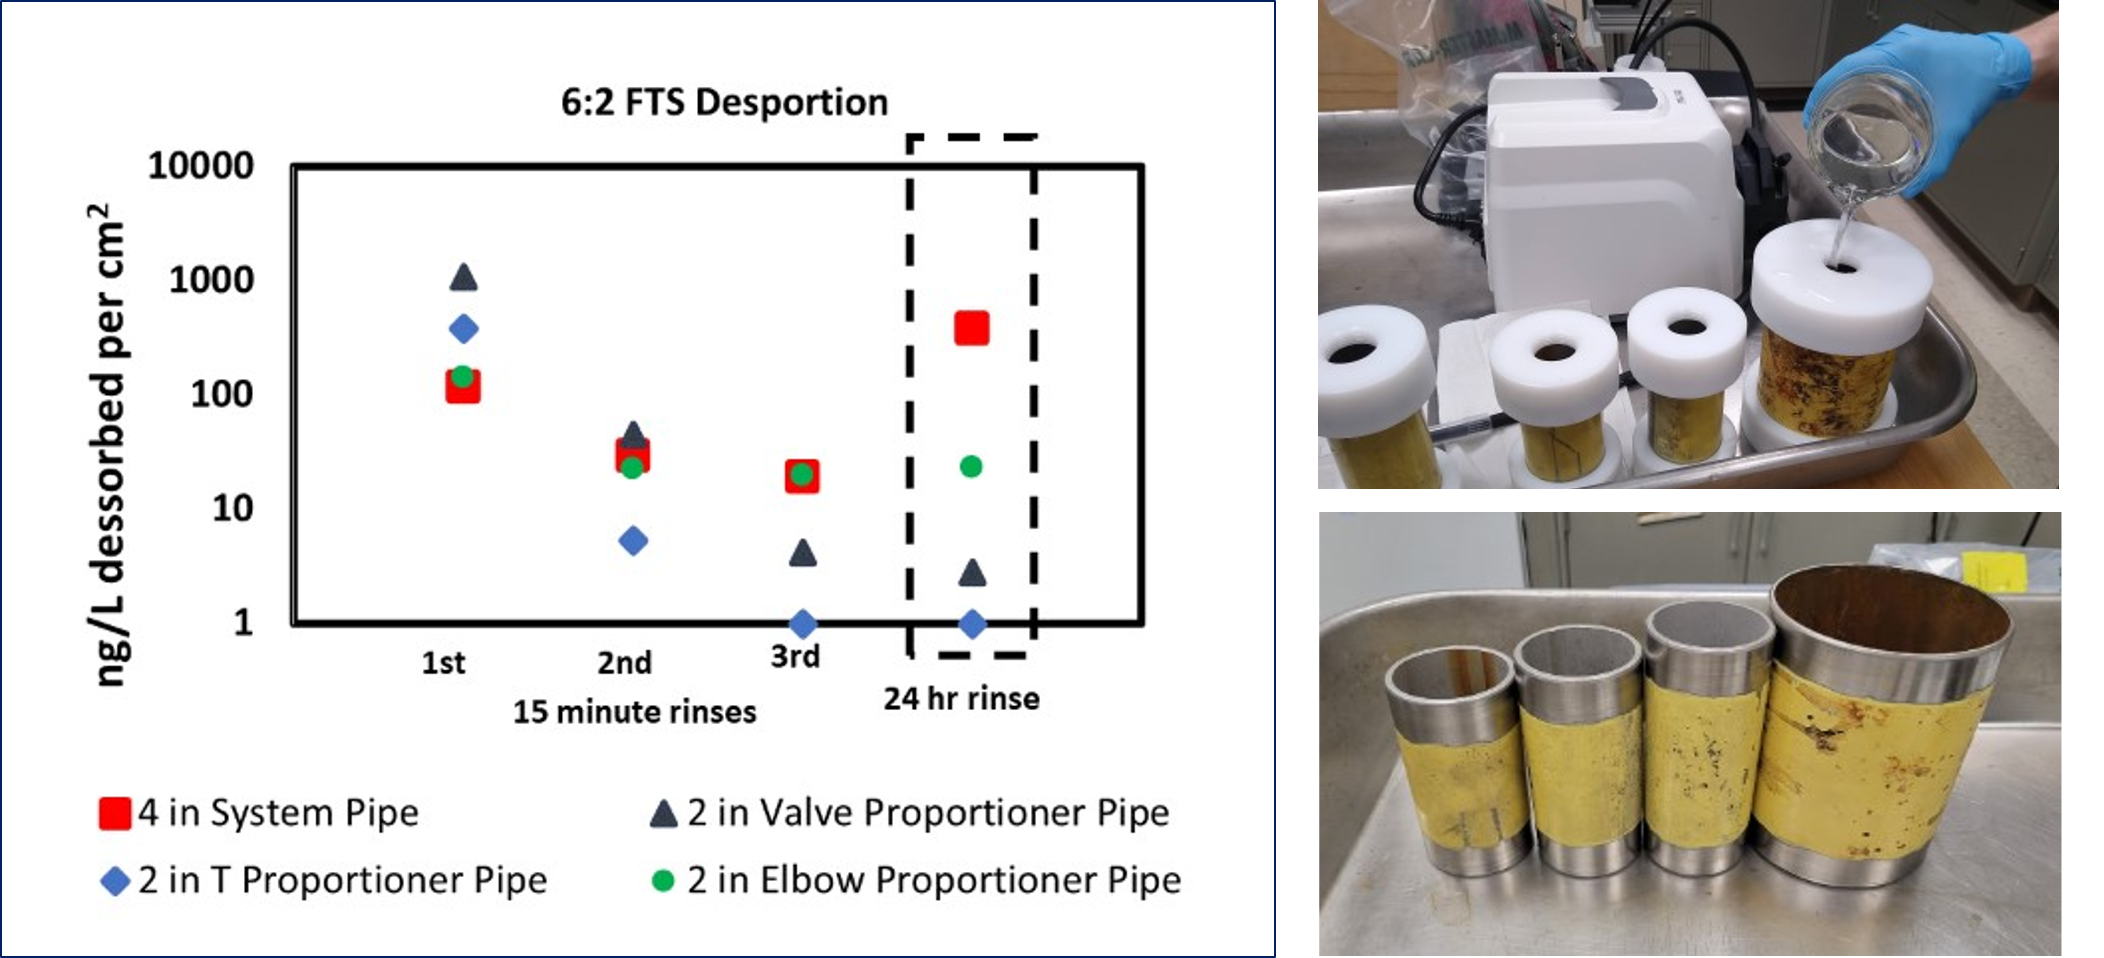 6:2 FTS Desportion
ng/L dessorbed per cm²
10000
1000
100
10
1
1st
2nd
3rd
15 minute rinses
24 hr rinse
4 in System Pipe
2 in Valve Proportioner Pipe
2 in T Proportioner Pipe
2 in Elbow Proportioner Pipe